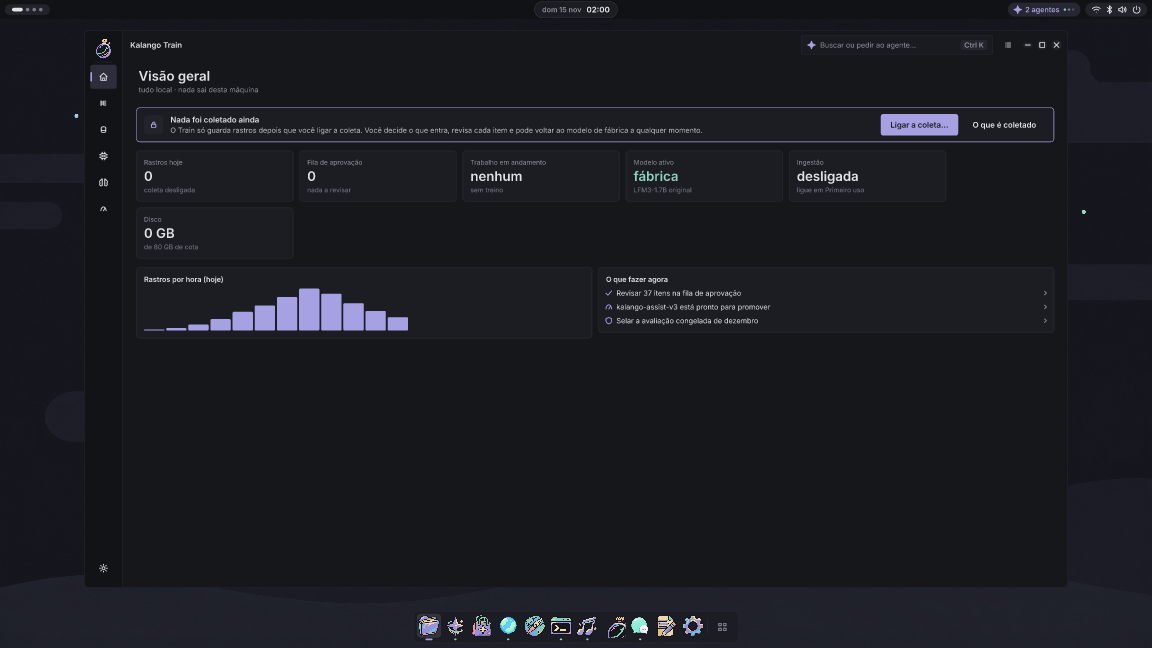 dom 15 nov 02:00
2 agentes
Kalango Train
Buscar ou pedir ao agente...
Ctrl K
Visão geral
tudo local · nada sai desta máquina
Nada foi coletado ainda
O Train só guarda rastros depois que você ligar a coleta. Você decide o que entra, revisa cada item e pode voltar ao modelo de fábrica a qualquer momento.
Ligar a coleta...
O que é coletado
Rastros hoje
0
coleta desligada
Fila de aprovação
0
nada a revisar
Trabalho em andamento
nenhum
sem treino
Modelo ativo
fábrica
LFM3-1.7B original
Ingestão
desligada
ligue em Primeiro uso
Disco
0 GB
de 80 GB de cota
Rastros por hora (hoje)
O que fazer agora
Revisar 37 itens na fila de aprovação
kalango-assist-v3 está pronto para promover
Selar a avaliação congelada de dezembro